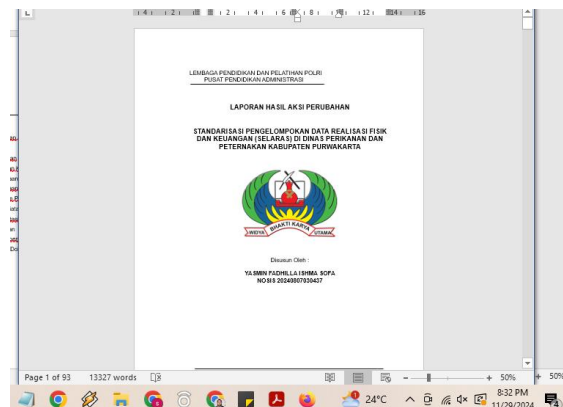 LEMBAGA PENDIDIKAN DAN PELATIHAN POLRI
PUSAT PENDIDIKAN ADMINISTRASI
LAPORAN HASIL AKSI PERUBAHAN
STANDARISASI PENGELOMPOKAN DATA REALISASI FISIK
DAN KEUANGAN (SELARAS) DI DINAS PERIKANAN DAN
PETERNAKAN KABUPATEN PURWAKARTA
WIDYA BHAKTI KARYA UTAMA
Disusun Oleh :
YASMIN FADHILLA ISHMA SOFA
NOSIS 20240807030437
Page 1 of 93 13327 words
50%
50%
24°C
8:32 PM
11/29/2024